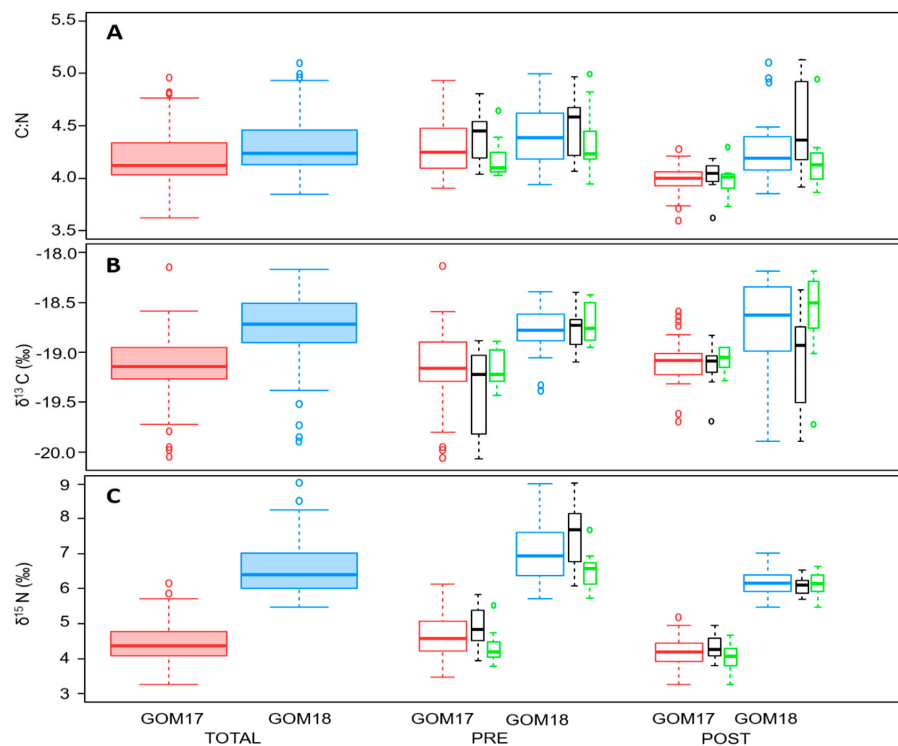 A
5.5
5.0
4.5
4.0
3.5
C:N
B
-18.0
-18.5
-19.0
-19.5
-20.0
δ¹³ C (‰)
C
9
8
7
6
5
4
3
δ¹⁵ N (‰)
GOM17 GOM18 GOM17 GOM18 GOM17 GOM18
TOTAL PRE POST